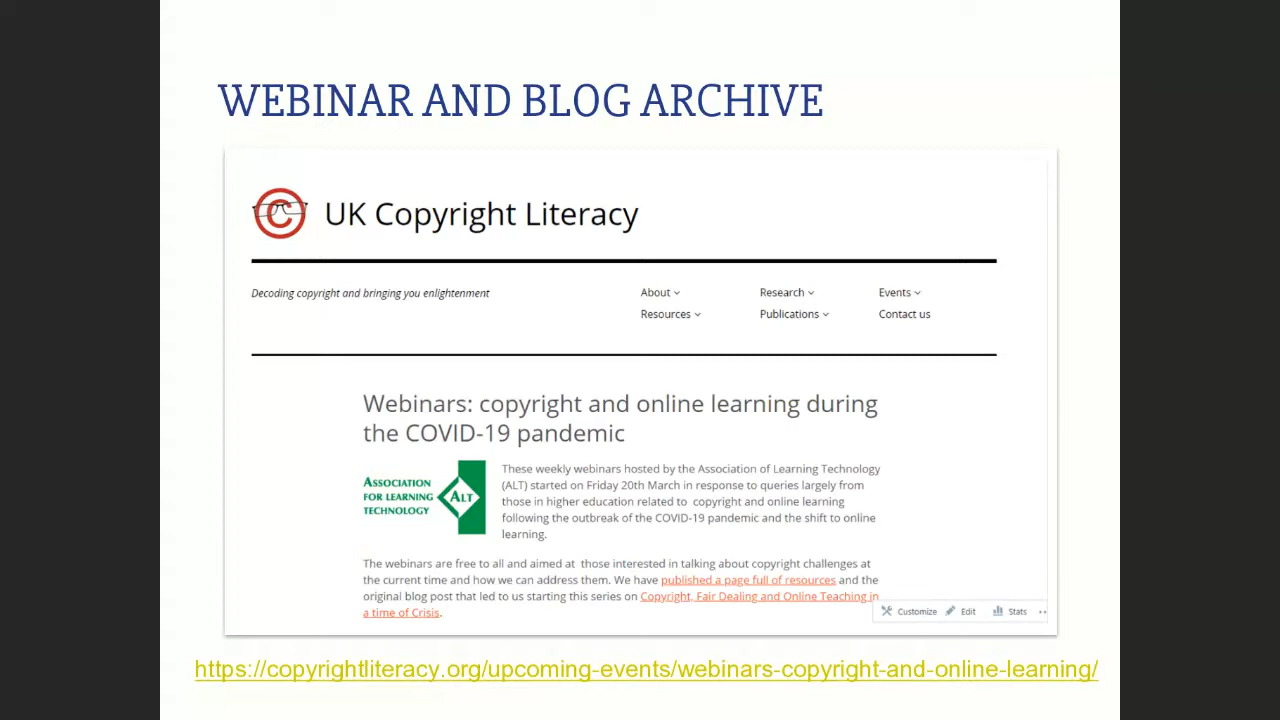 WEBINAR AND BLOG ARCHIVE
C
UK Copyright Literacy
Decoding copyright and bringing you enlightenment
About
Research
Events
Resources
Publications
Contact us
Webinars: copyright and online learning during
the COVID-19 pandemic
ASSOCIATION
FOR LEARNING
TECHNOLOGY
ALT
These weekly webinars hosted by the Association of Learning Technology
(ALT) started on Friday 20th March in response to queries largely from
those in higher education related to copyright and online learning
following the outbreak of the COVID-19 pandemic and the shift to online
learning.
The webinars are free to all and aimed at those interested in talking about copyright challenges at
the current time and how we can address them. We have published a page full of resources and the
original blog post that led to us starting this series on Copyright, Fair Dealing and Online Teaching in
a time of Crisis.
Customize Edit Stats
https://copyrightliteracy.org/upcoming-events/webinars-copyright-and-online-learning/